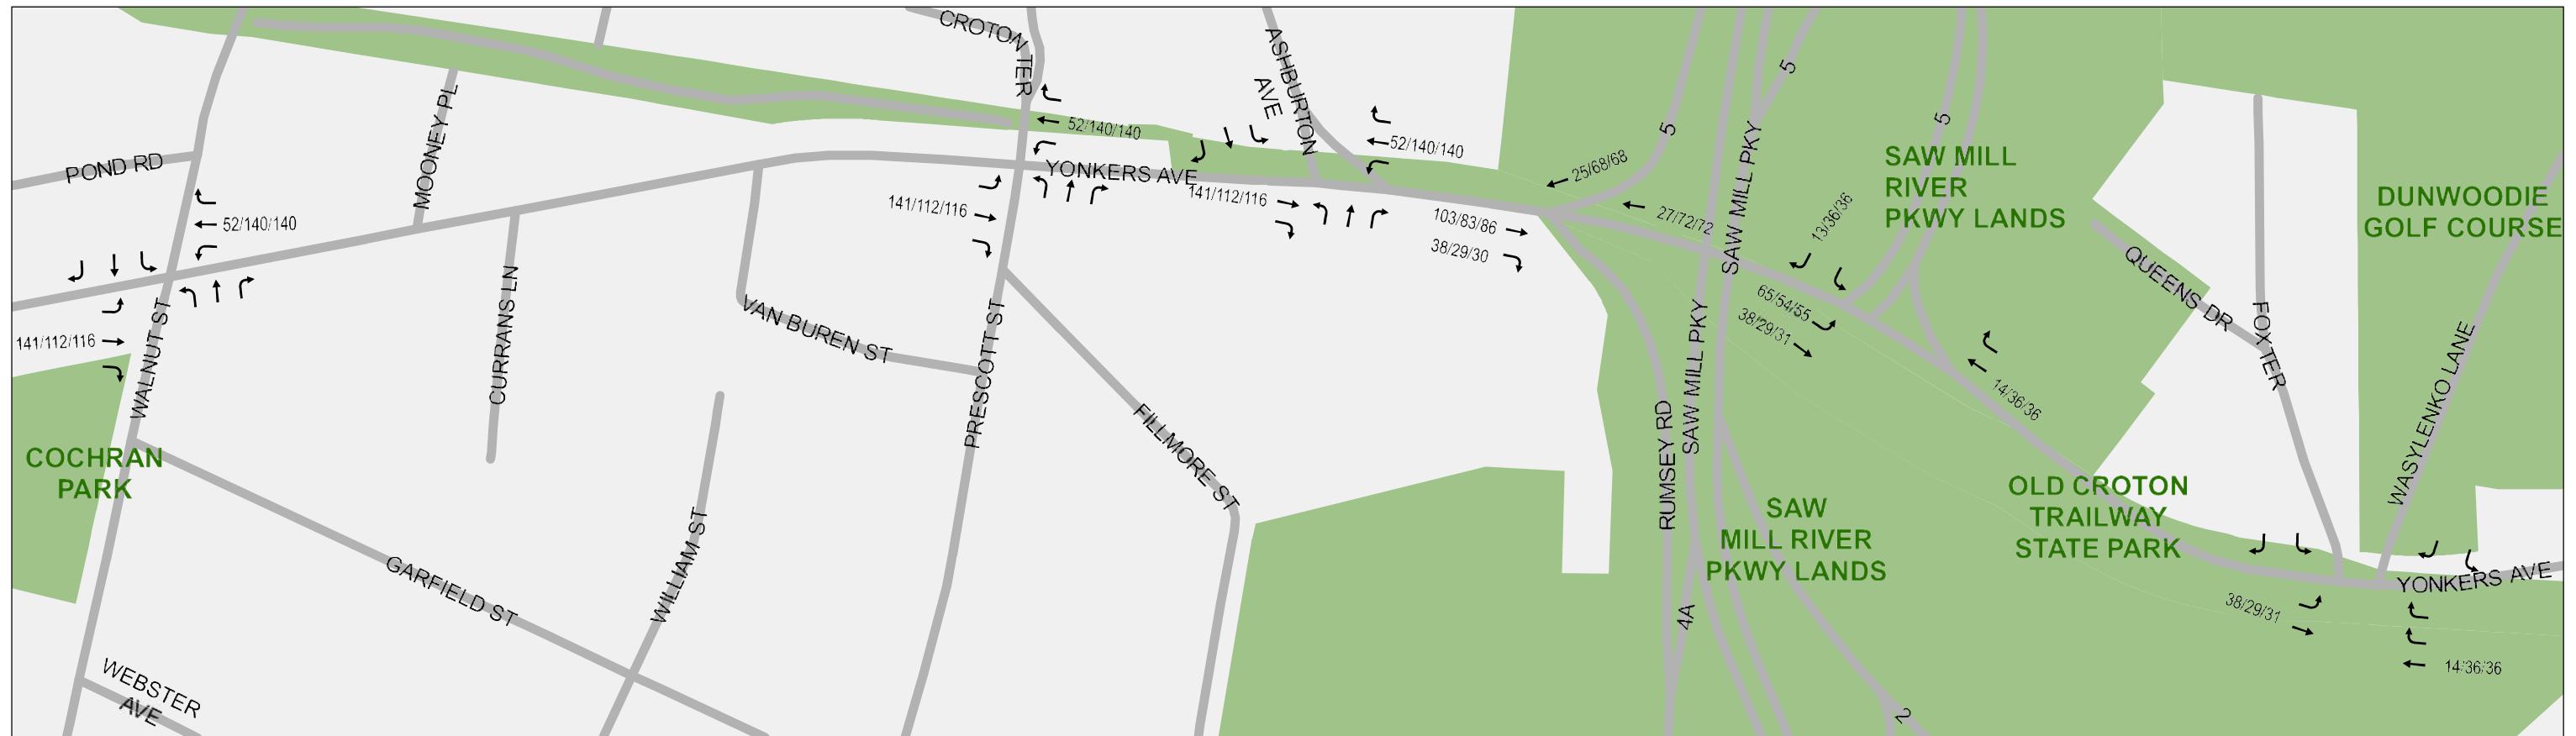 CROTON TER
ASHBURTON
AVE
52/140/140
52/140/140
5
5
5
SAW MILL PKY
25/68/68
SAW MILL
RIVER
PKWY LANDS
DUNWOODIE
GOLF COURSE
POND RD
MOONEY PL
YONKERS AVE
141/112/116
141/112/116
103/83/86
38/29/30
27/72/72
13/36/36
52/140/140
QUEENS DR
FOX TER
WASYLENKO LANE
141/112/116
WALNUT ST
CURRANS LN
VAN BUREN ST
PRESCOTT ST
FILLMORE ST
65/54/55
38/29/31
14/36/36
SAW MILL PKY
RUMSEY RD
COCHRAN
PARK
OLD CROTON
TRAILWAY
STATE PARK
SAW
MILL RIVER
PKWY LANDS
GARFIELD ST
WILLIAM ST
4A
YONKERS AVE
38/29/31
14/36/36
WEBSTER
AVE
2